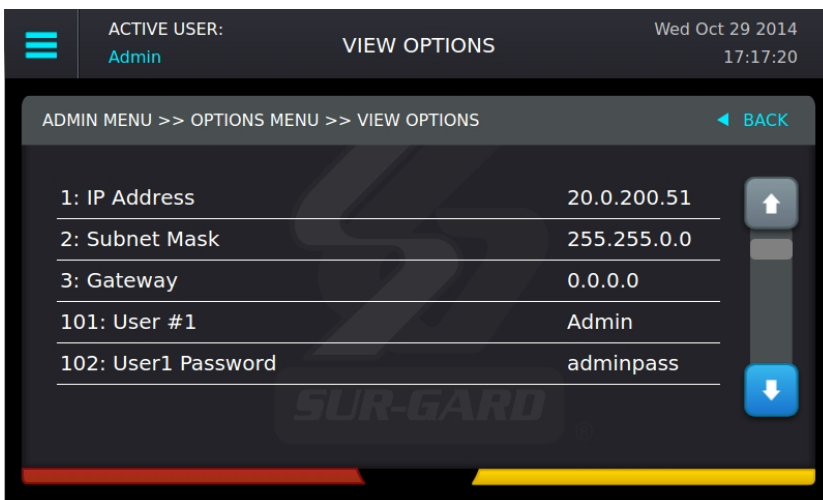 ACTIVE USER:
Admin
VIEW OPTIONS
Wed Oct 29 2014
17:17:20
ADMIN MENU >> OPTIONS MENU >> VIEW OPTIONS
◄ BACK
1: IP Address 20.0.200.51
2: Subnet Mask 255.255.0.0
3: Gateway 0.0.0.0
101: User #1 Admin
102: User1 Password adminpass
SUR-GARD
®